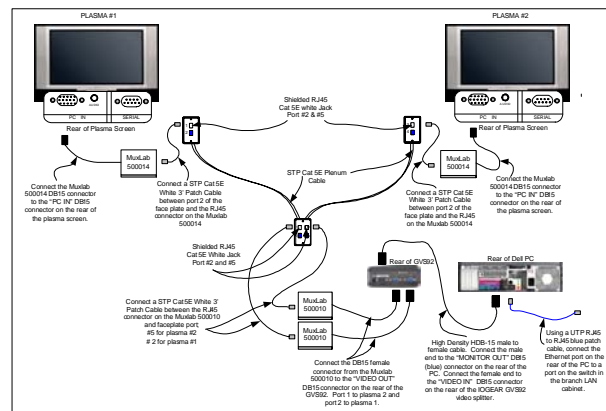 PLASMA #1
PLASMA #2
PC IN
AUDIO
SERIAL
PC IN
AUDIO
SERIAL
Rear of Plasma Screen
Rear of Plasma Screen
Shielded RJ45
Cat 5E white Jack
Port #2 & #5
MuxLab
500014
MuxLab
500014
STP Cat 5E Plenum
Cable
Connect the Muxlab
500014 DB15 connector
to the “PC IN” DB15
connector on the rear of
the plasma screen.
Connect a STP Cat 5E
White 3’ Patch Cable
between port 2 of the
face plate and the RJ45
connector on the Muxlab
500014
Connect a STP Cat 5E
White 3’ Patch Cable
between port 2 of the
face plate and the RJ45
connector on the Muxlab
500014
Connect the Muxlab
500014 DB15 connector
to the “PC IN” DB15
connector on the rear of
the plasma screen.
Shielded RJ45
Cat 5E White Jack
Port #2 and #5
Rear of GVS92
Rear of Dell PC
Connect a STP Cat 5E White 3’
Patch Cable between the RJ45
connector on the Muxlab 500010
and faceplate port;
#5 for plasma #2
# 2 for plasma #1
MuxLab
500010
MuxLab
500010
Connect the DB15 female
connector from the Muxlab
500010 to the “VIDEO OUT”
DB15 connector on the rear of the
GVS92. Port 1 to plasma 2 and
port 2 to plasma 1.
High Density HDB-15 male to
female cable. Connect the male
end to the “MONITOR OUT” DB15
(blue) connector on the rear of the
PC. Connect the female end to
the “VIDEO IN” DB15 connector
on the rear of the IOGEAR GVS92
video splitter.
Using a UTP RJ45
to RJ45 blue patch
cable, connect the
Ethernet port on
the rear of the PC to a
port on the switch in
the branch LAN
cabinet.